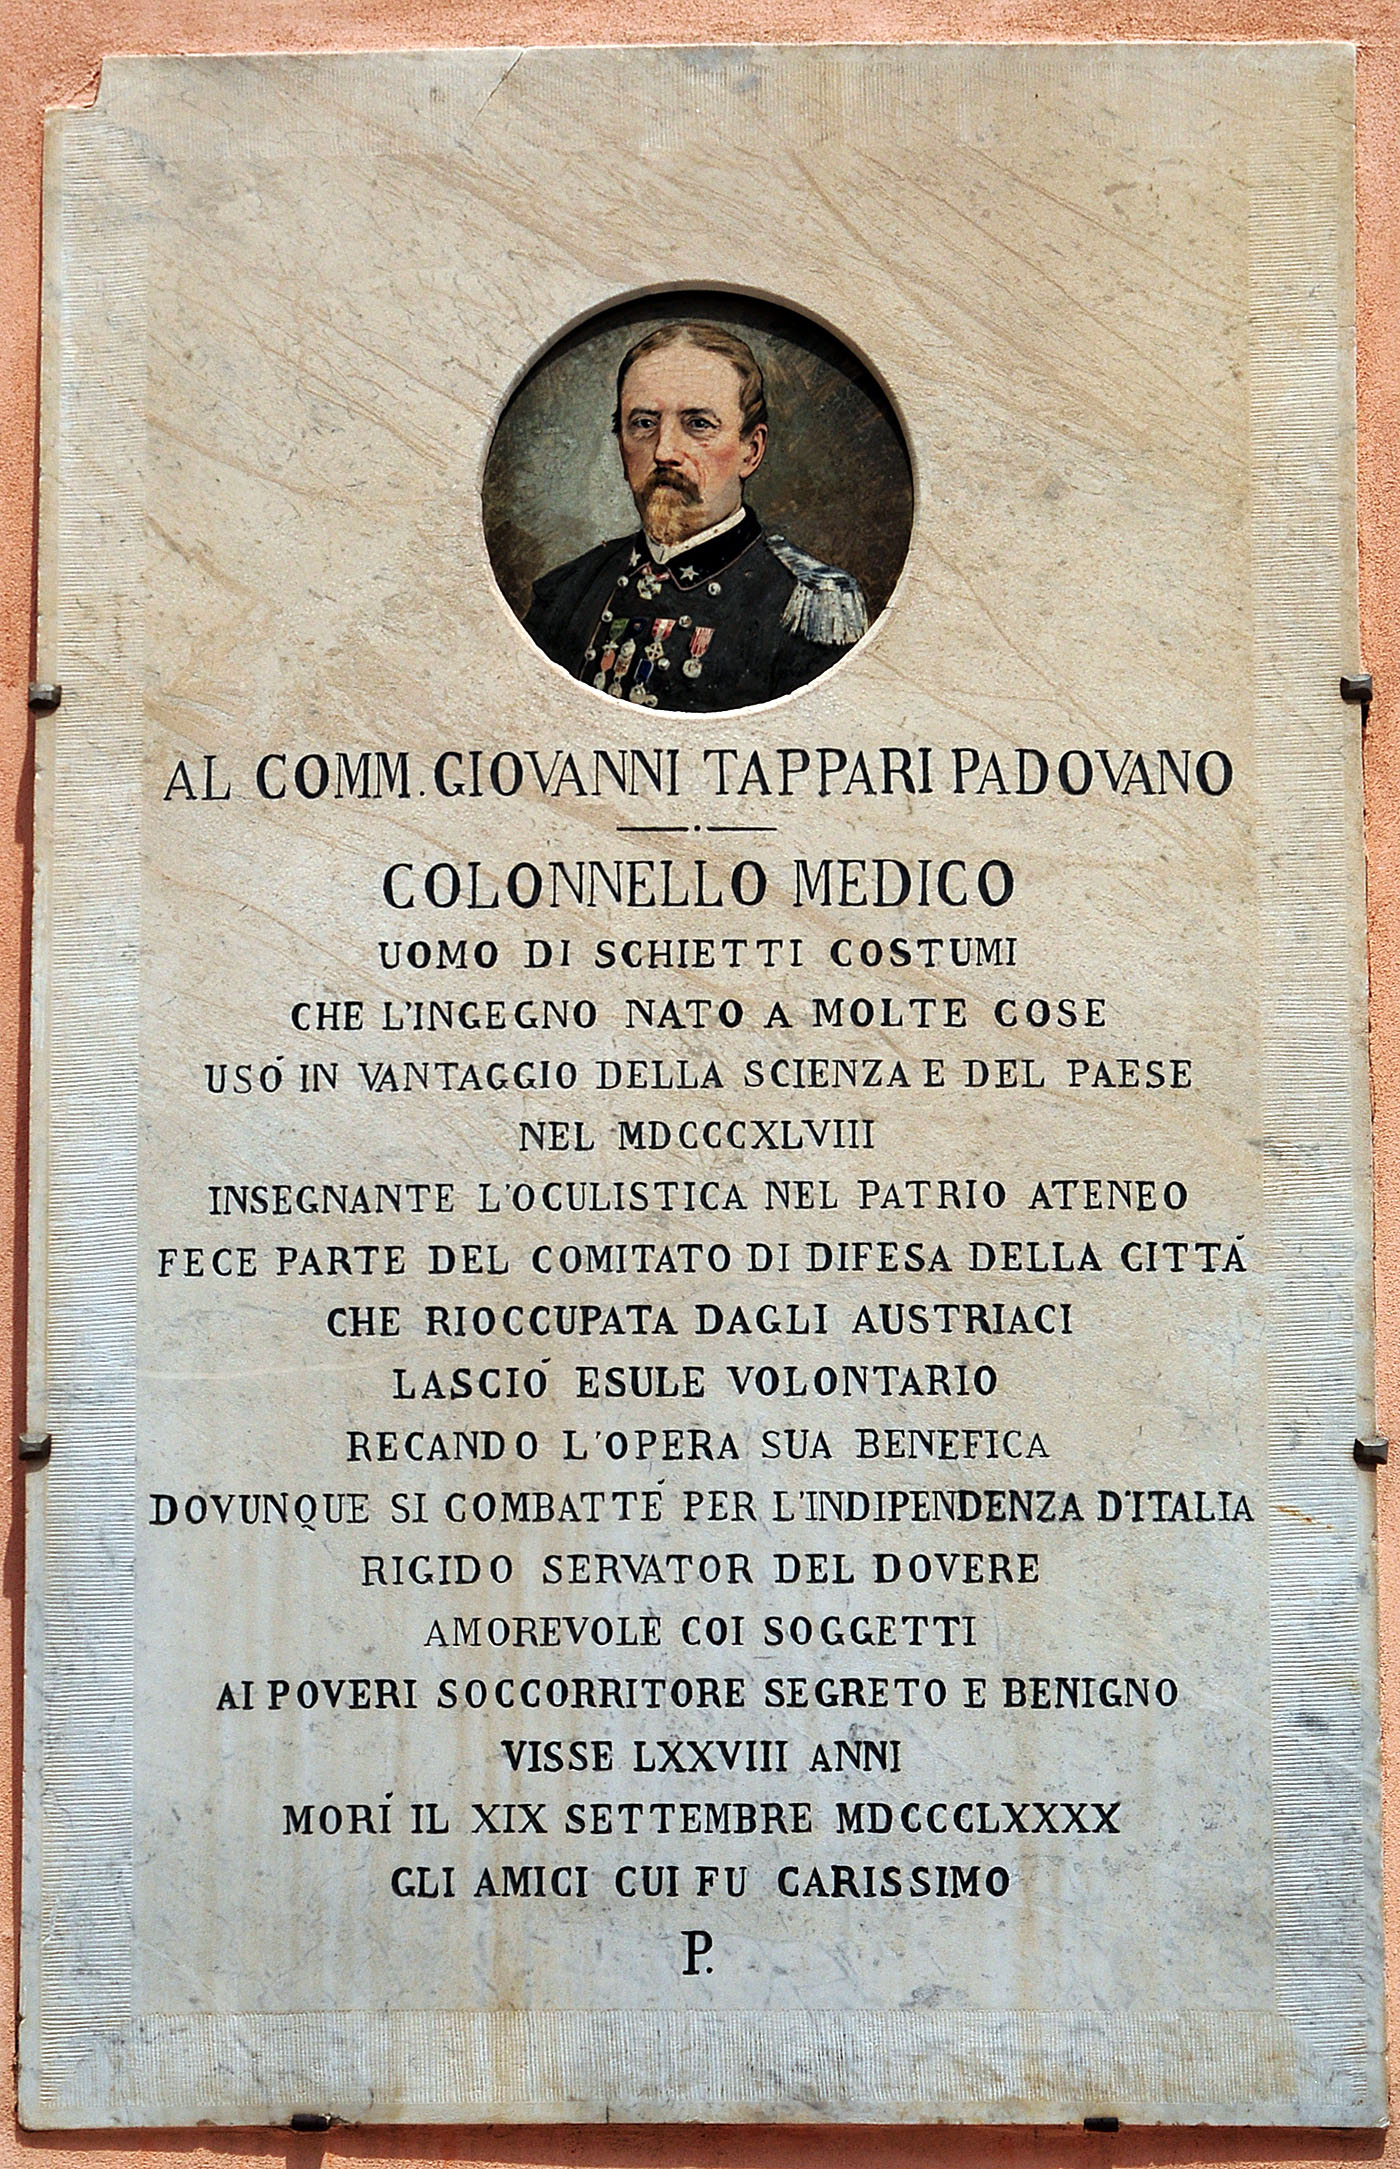 AL COMM. GIOVANNI TAPPARI PADOVANO
COLONNELLO MEDICO
UOMO DI SCHIETTI COSTUMI
CHE L'INGEGNO NATO A MOLTE COSE
USÓ IN VANTAGGIO DELLA SCIENZA E DEL PAESE
NEL MDCCCXLVIII
INSEGNANTE L'OCULISTICA NEL PATRIO ATENEO
FECE PARTE DEL COMITATO DI DIFESA DELLA CITTÁ
CHE RIOCCUPATA DAGLI AUSTRIACI
LASCIÓ ESULE VOLONTARIO
RECANDO L'OPERA SUA BENEFICA
DOVUNQUE SI COMBATTÉ PER L'INDIPENDENZA D'ITALIA
RIGIDO SERVATOR DEL DOVERE
AMOREVOLE COI SOGGETTI
AI POVERI SOCCORRITORE SEGRETO E BENIGNO
VISSE LXXVIII ANNI
MORÍ IL XIX SETTEMBRE MDCCCLXXXX
GLI AMICI CUI FU CARISSIMO
P.